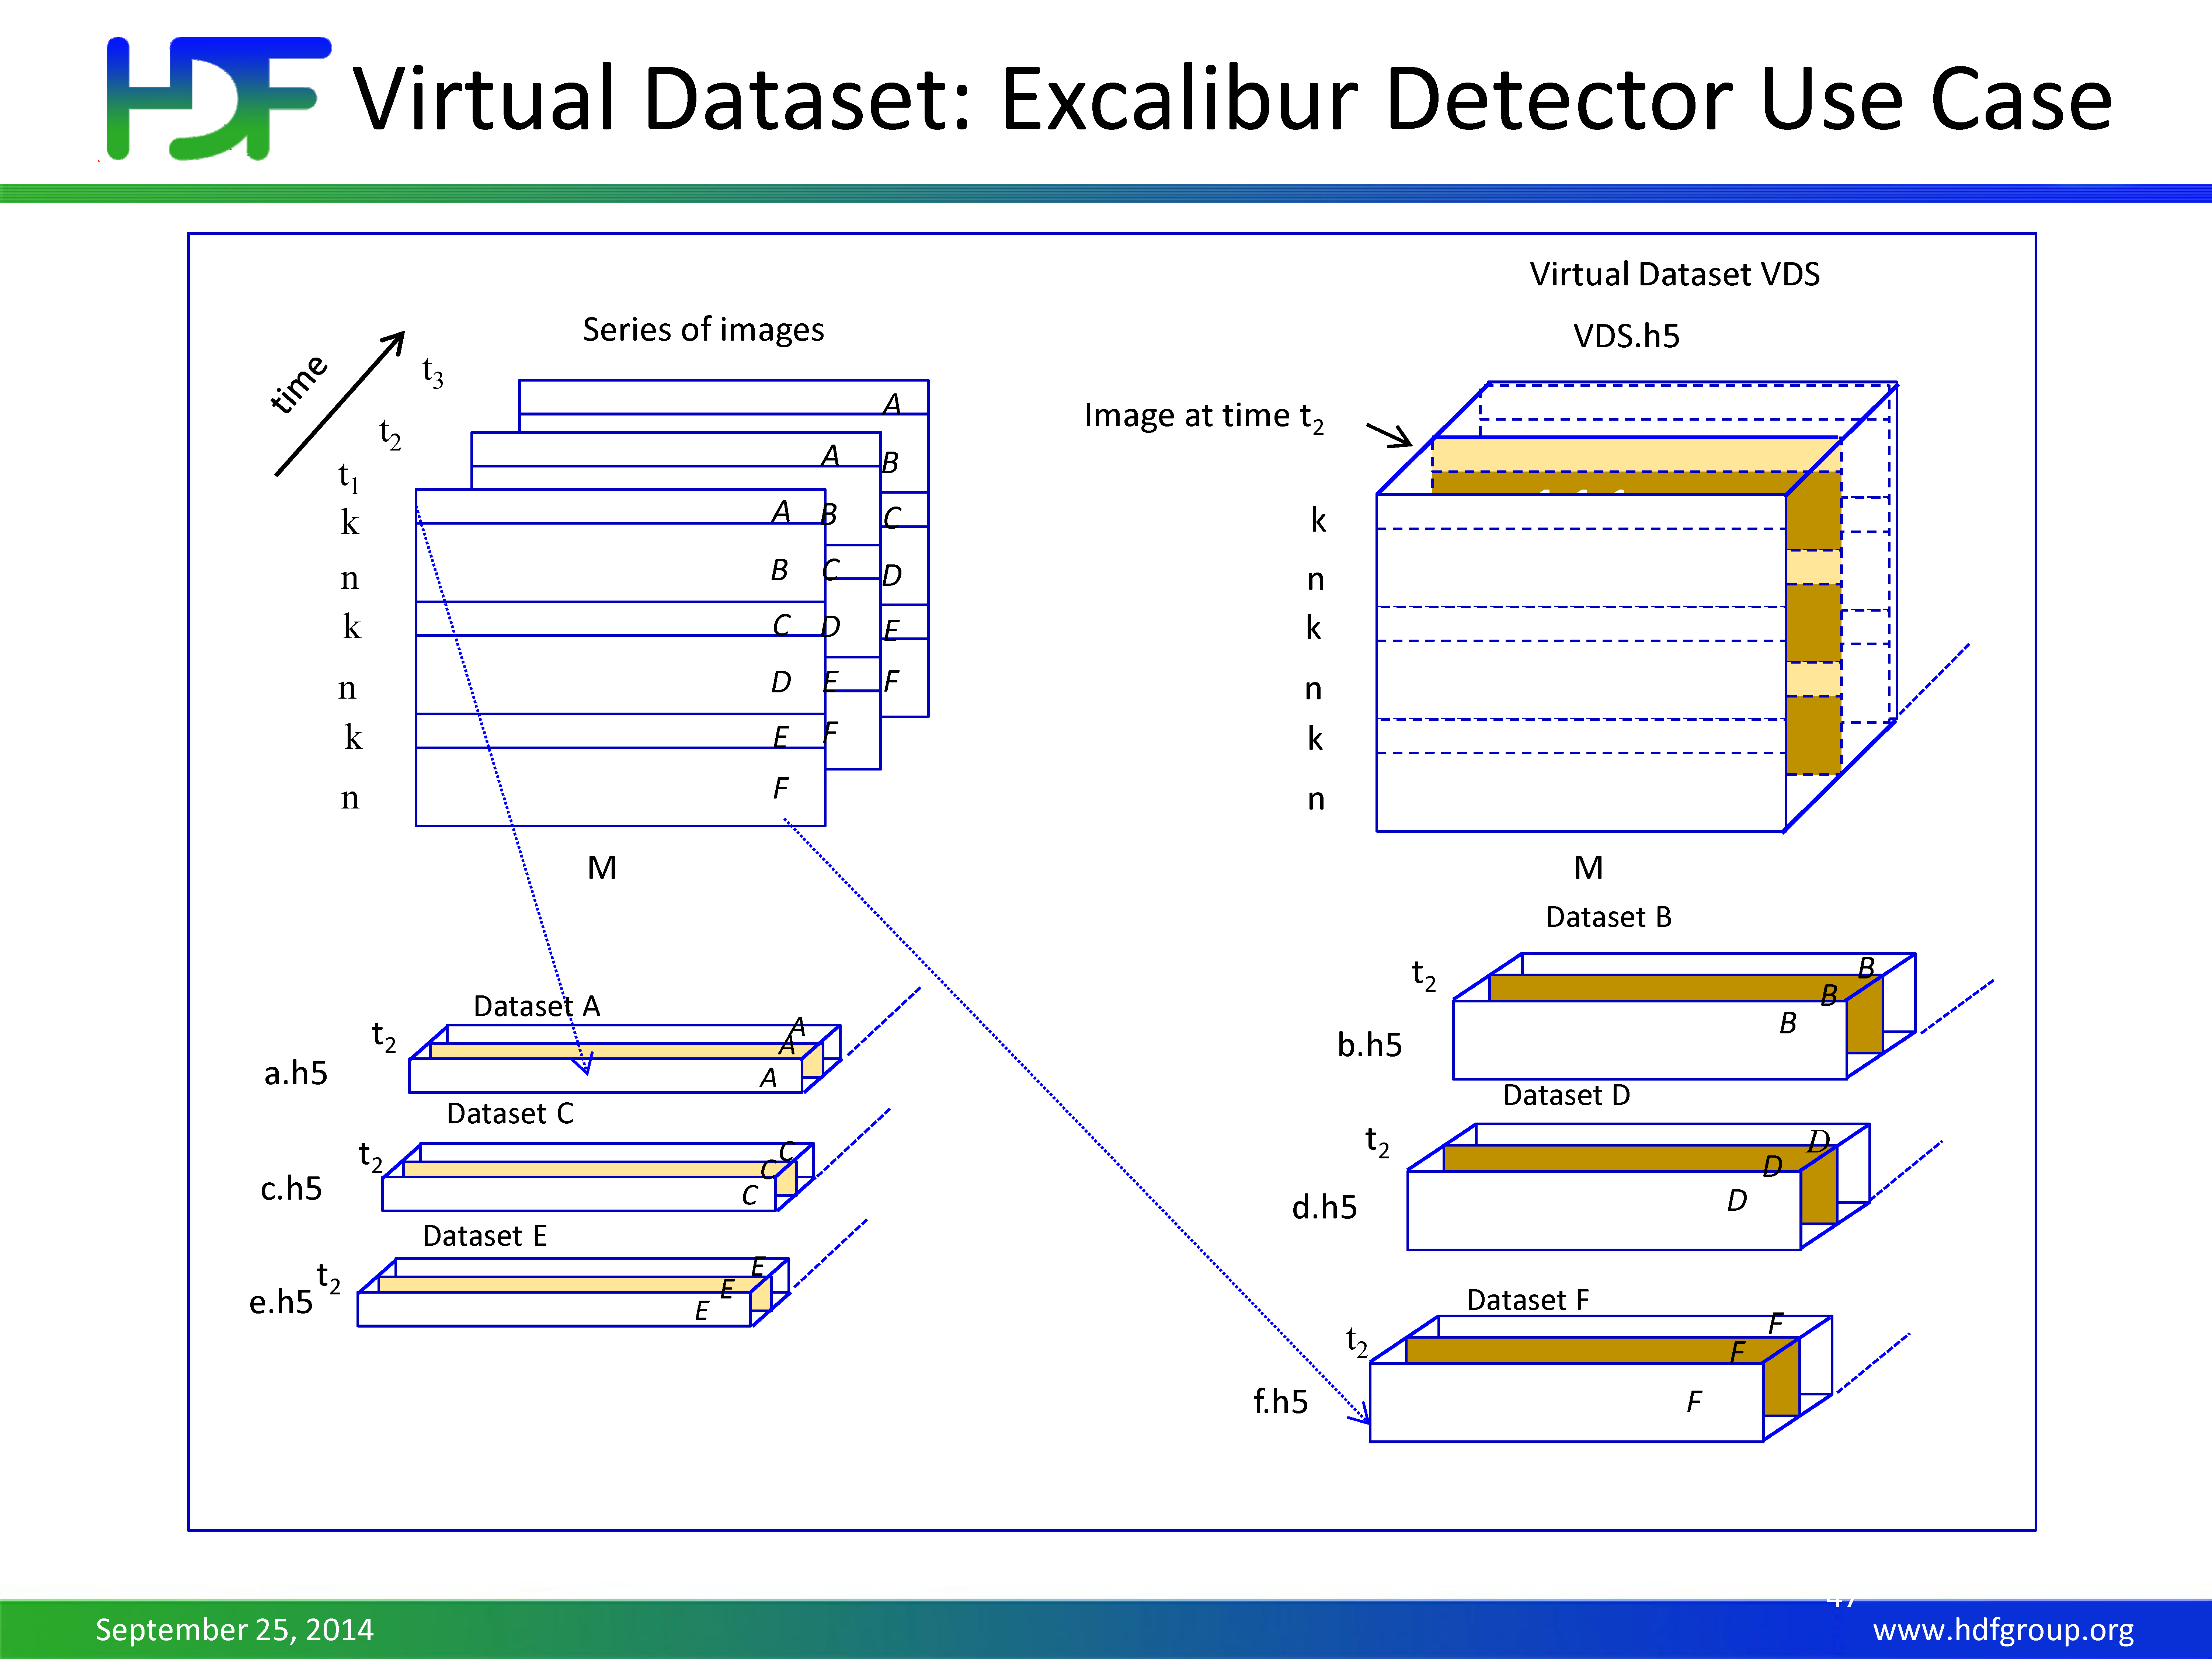 HDF
Virtual Dataset: Excalibur Detector Use Case
Virtual Dataset VDS
VDS.h5
Series of images
time
t3
t2
t1
Image at time t2
A
A
B
A
B
C
B
C
D
C
D
E
D
E
F
E
F
F
k
n
k
n
k
n
M
k
n
k
n
k
n
M
Dataset A
t2
a.h5
A
A
A
Dataset C
t2
c.h5
C
C
C
Dataset E
t2
e.h5
E
E
E
Dataset B
t2
b.h5
B
B
B
Dataset D
t2
d.h5
D
D
D
Dataset F
t2
f.h5
F
F
F
September 25, 2014
www.hdfgroup.org